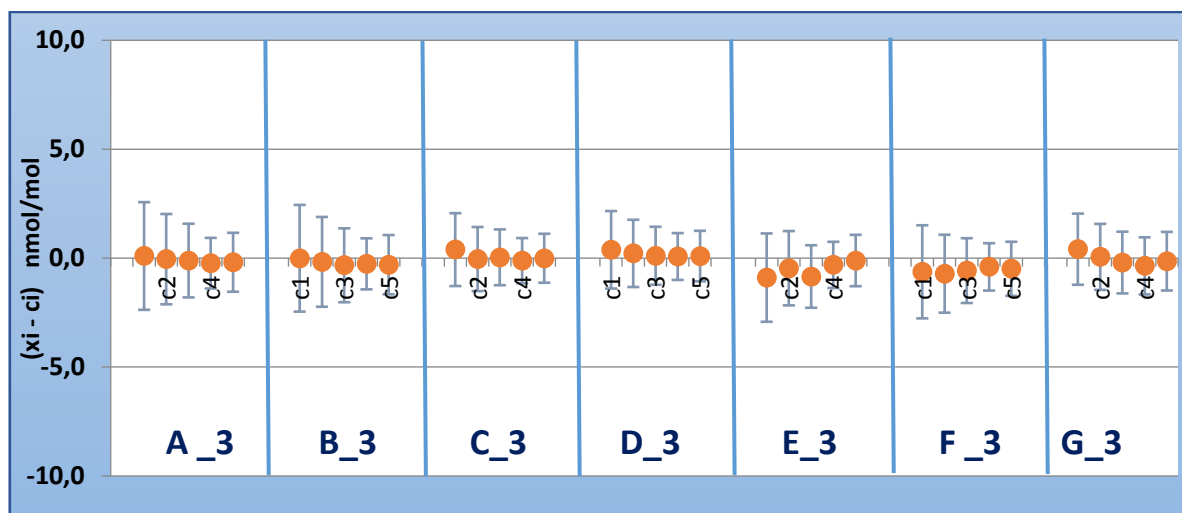 10,0
5,0
0,0
-5,0
-10,0
(xi - ci) nmol/mol
c2 c4 c1 c3 c5 c2 c4 c1 c3 c5 c2 c4 c1 c3 c5 c2 c4
A _3 B_3 C_3 D_3 E_3 F _3 G_3